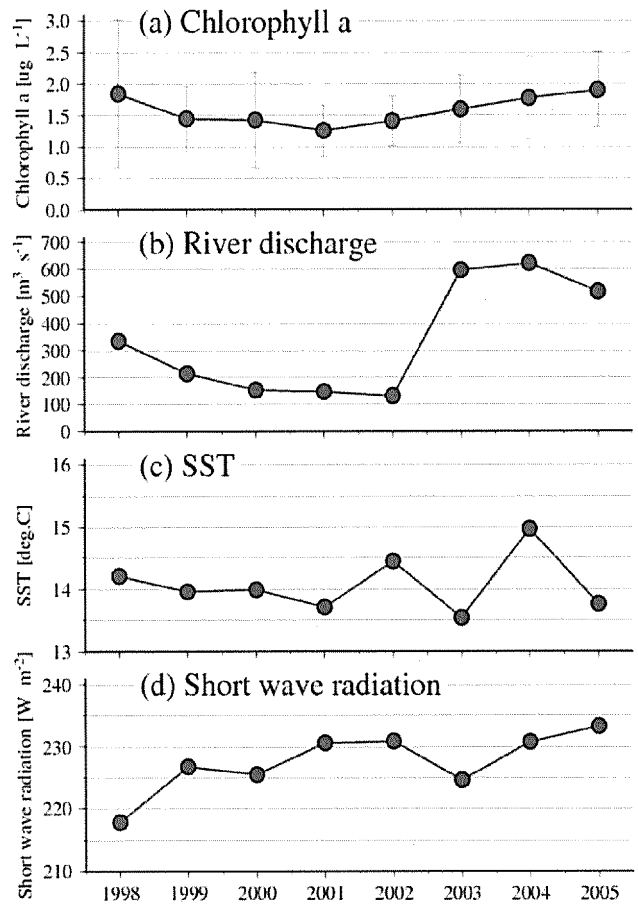 (a) Chlorophyll a
Chlorophyll a [ug L⁻¹]
3.0
2.5
2.0
1.5
1.0
0.5
0.0
(b) River discharge
River discharge [m³ s⁻¹]
700
600
500
400
300
200
100
0
(c) SST
SST [deg.C]
16
15
14
13
(d) Short wave radiation
Short wave radiation [W m⁻²]
240
230
220
210
1998 1999 2000 2001 2002 2003 2004 2005